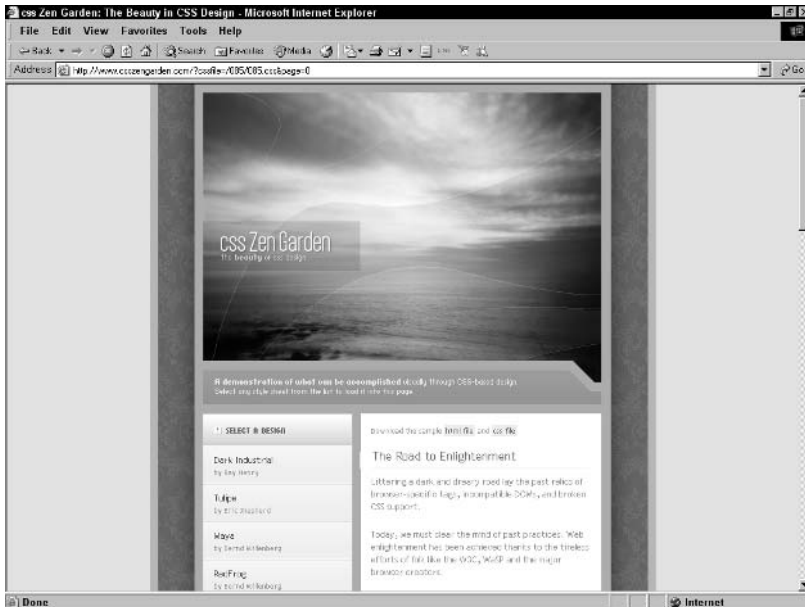 css Zen Garden: The Beauty in CSS Design - Microsoft Internet Explorer
File Edit View Favorites Tools Help
Back Search Favorites Media
Address http://www.csszengarden.com/?cssfile=/085/085.css&page=0 Go
css Zen Garden
the beauty of css design
A demonstration of what can be accomplished visually through CSS-based design.
Select any style sheet from the list to load it into this page.
SELECT A DESIGN
Dark Industrial
by Ray Henry
Tulipe
by Eric Shepherd
Maya
by Bernd Willenberg
RedFrog
by Bernd Willenberg
Download the sample html file and css file
The Road to Enlightenment
Littering a dark and dreary road lay the past relics of
browser-specific tags, incompatible DOMs, and broken
CSS support.
Today, we must clear the mind of past practices. Web
enlightenment has been achieved thanks to the tireless
efforts of folk like the W3C, WaSP and the major
browser creators.
Done Internet